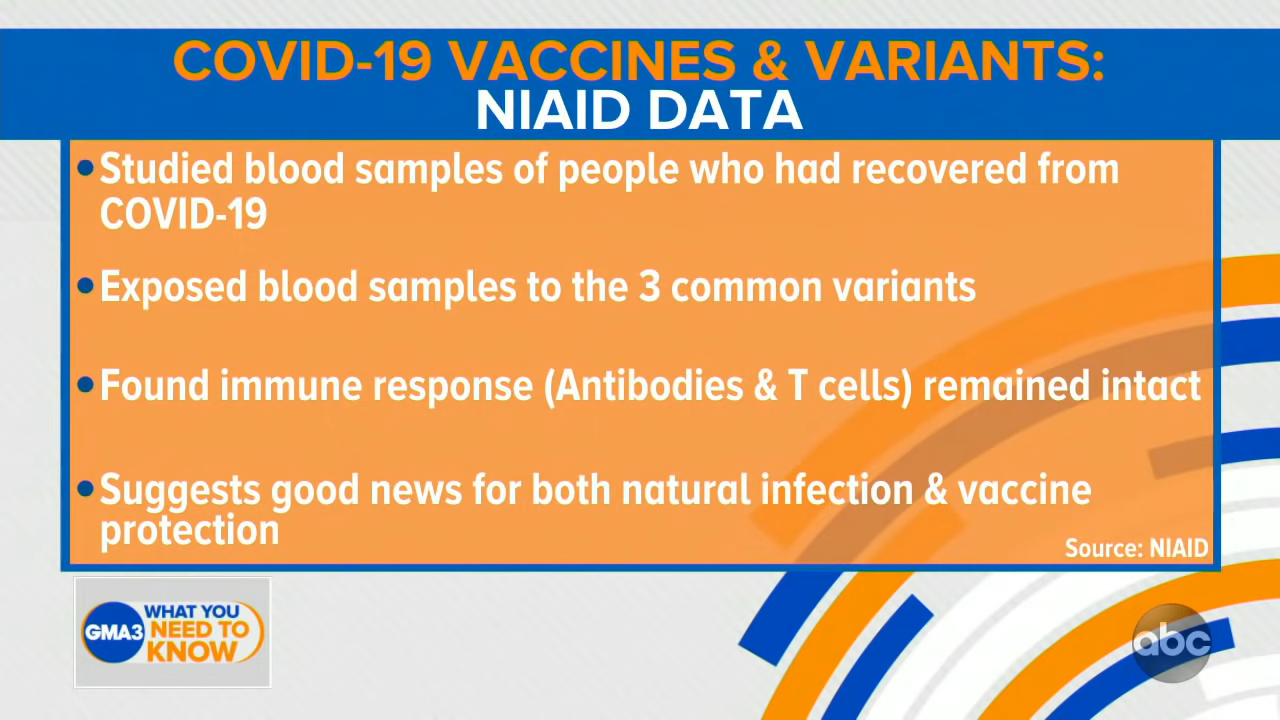 COVID-19 VACCINES & VARIANTS:
NIAID DATA
•Studied blood samples of people who had recovered from
COVID-19
•Exposed blood samples to the 3 common variants
•Found immune response (Antibodies & T cells) remained intact
•Suggests good news for both natural infection & vaccine
protection
Source: NIAID
GMA3
WHAT YOU
NEED TO
KNOW
abc